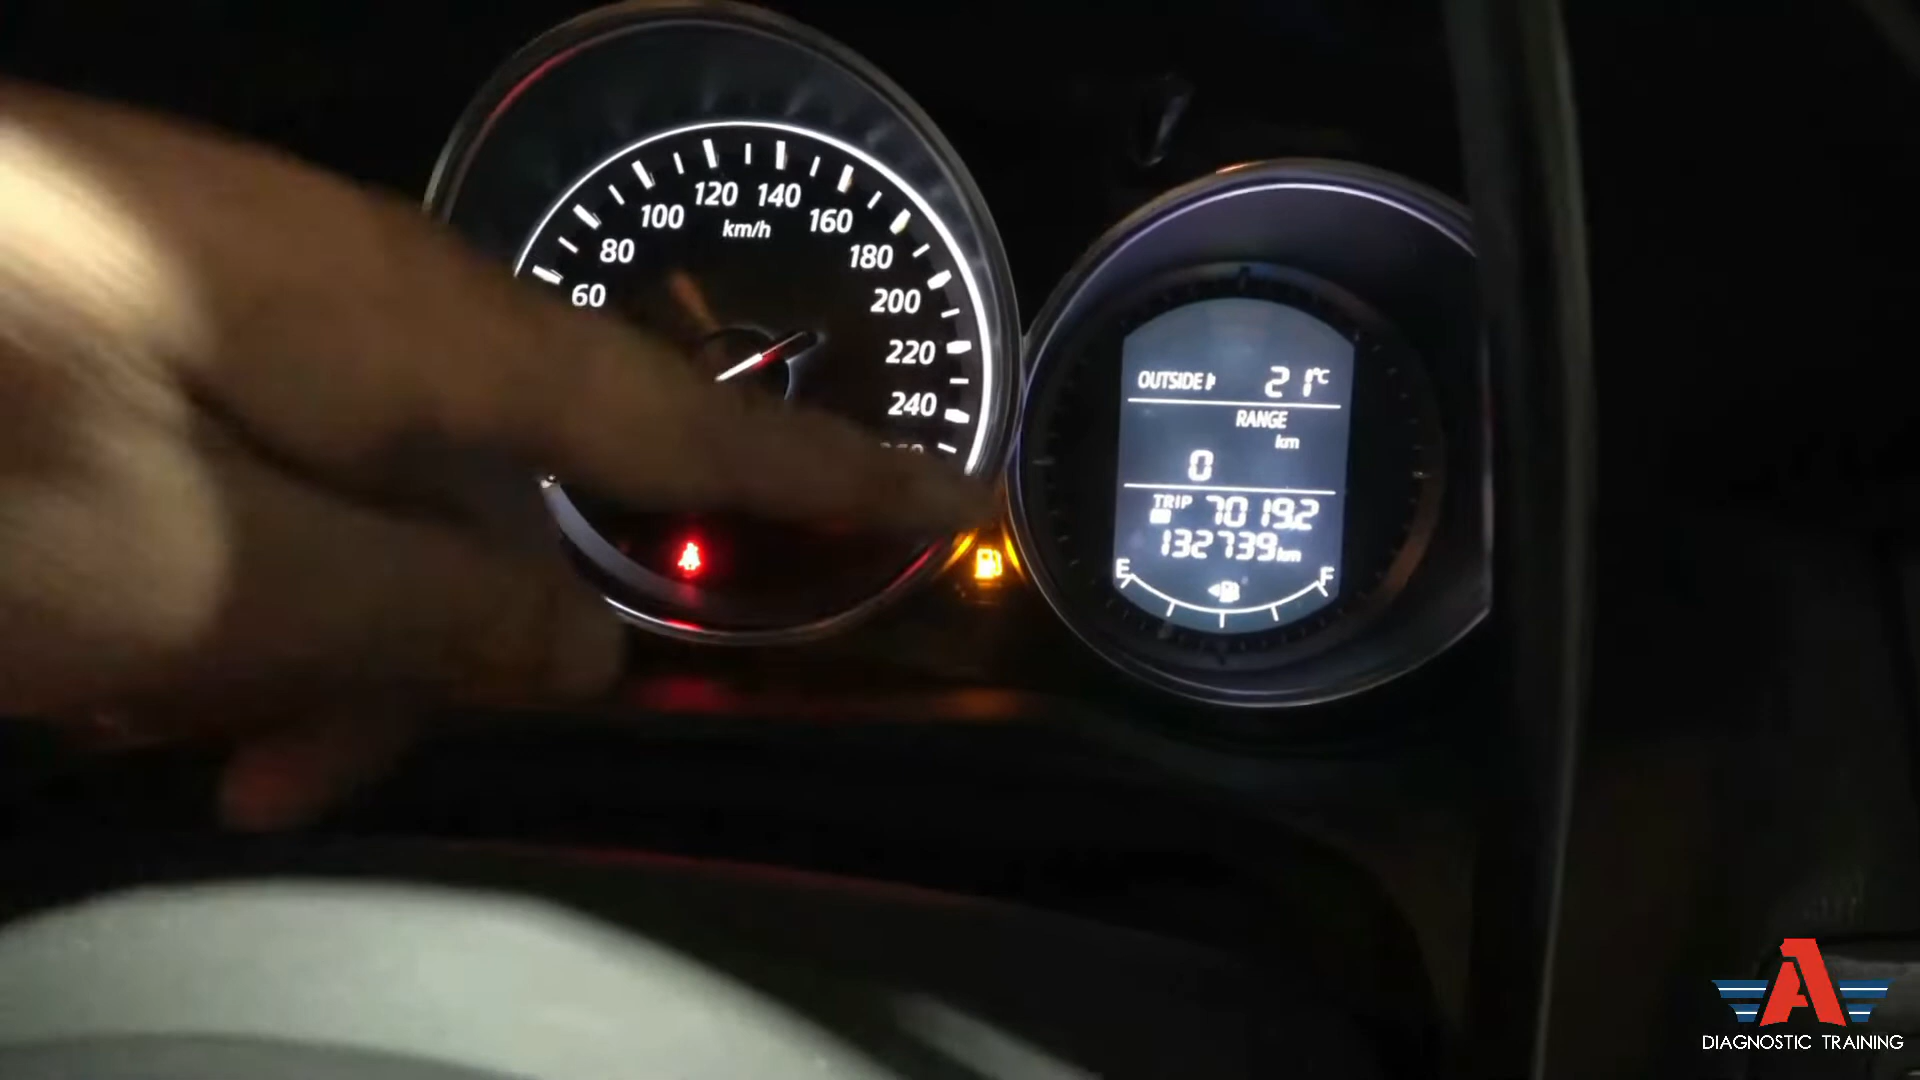 60
80
100
120
140
160
180
200
220
240
km/h
OUTSIDE 21°C
RANGE
km
0
TRIP 7019.2
132739km
E F
DIAGNOSTIC TRAINING